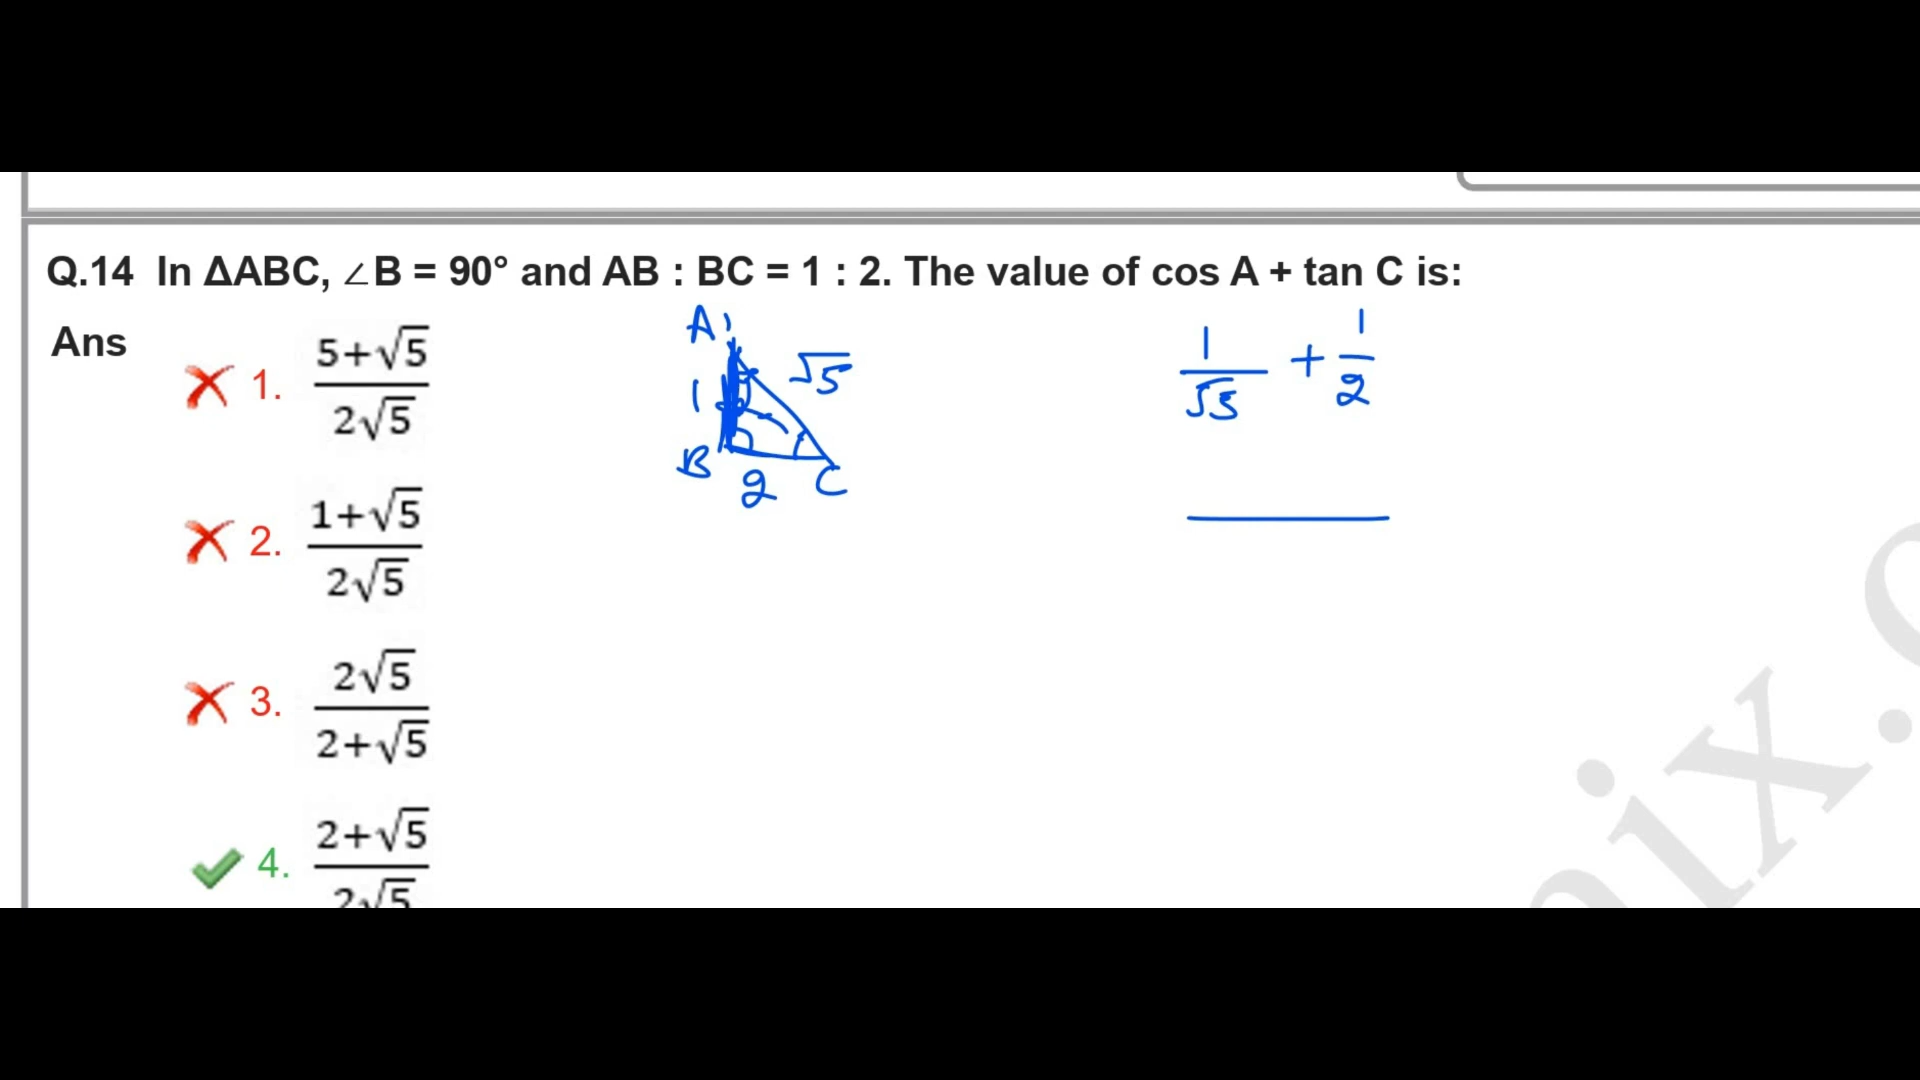 Q.14 In ΔABC, ∠B = 90° and AB : BC = 1 : 2. The value of cos A + tan C is:
Ans
1. (5+√5)/(2√5)
2. (1+√5)/(2√5)
3. (2√5)/(2+√5)
4. (2+√5)/(2√5)
A
1
√5
B
2
C
1/√5 + 1/2